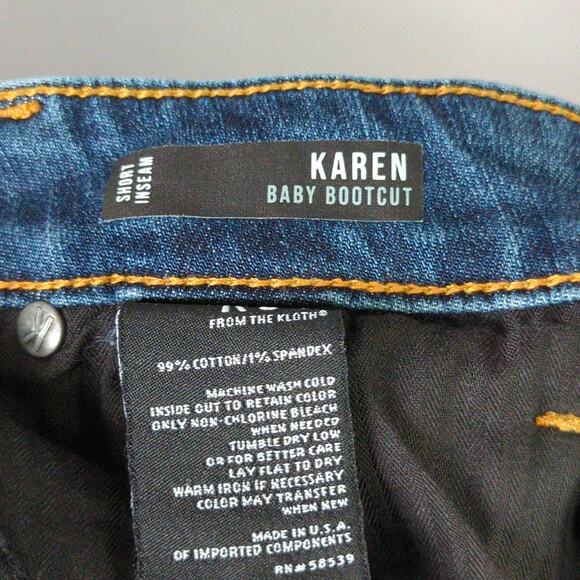 SHORT
INSEAM
KAREN
BABY BOOTCUT
FROM THE KLOTH®
99% COTTON/1% SPANDEX
MACHINE WASH COLD
INSIDE OUT TO RETAIN COLOR
ONLY NON-CHLORINE BLEACH
WHEN NEEDED
TUMBLE DRY LOW
OR FOR BETTER CARE
LAY FLAT TO DRY
WARM IRON IF NECESSARY
COLOR MAY TRANSFER
WHEN NEW
MADE IN U.S.A.
OF IMPORTED COMPONENTS
RN# 58539
K